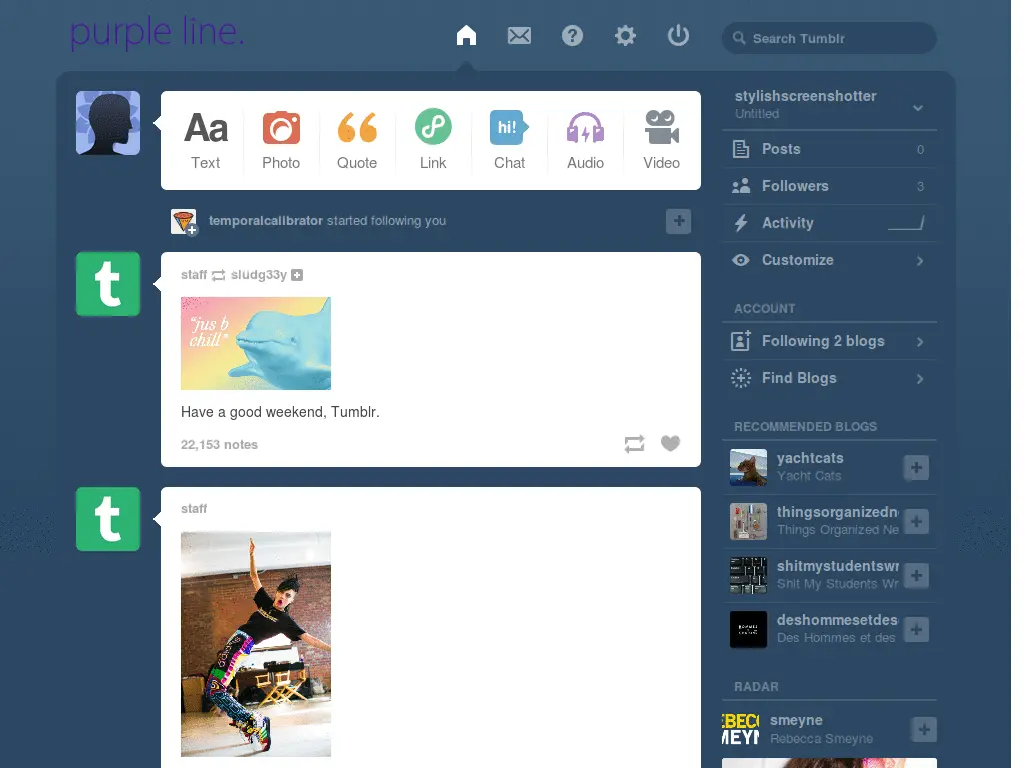 purple line.
Search Tumblr
Aa
hi!
Text
Photo
Quote
Link
Chat
Audio
Video
temporalcalibrator started following you
t
staff sludg33y
"jus b
chill"
Have a good weekend, Tumblr.
22,153 notes
t
staff
stylishscreenshotter
Untitled
Posts 0
Followers 3
Activity
Customize
ACCOUNT
Following 2 blogs
Find Blogs
RECOMMENDED BLOGS
yachtcats
Yacht Cats
thingsorganizedn
Things Organized Ne
shitmystudentswr
Shit My Students Wr
deshommesetdes
Des Hommes et des
RADAR
smeyne
Rebecca Smeyne